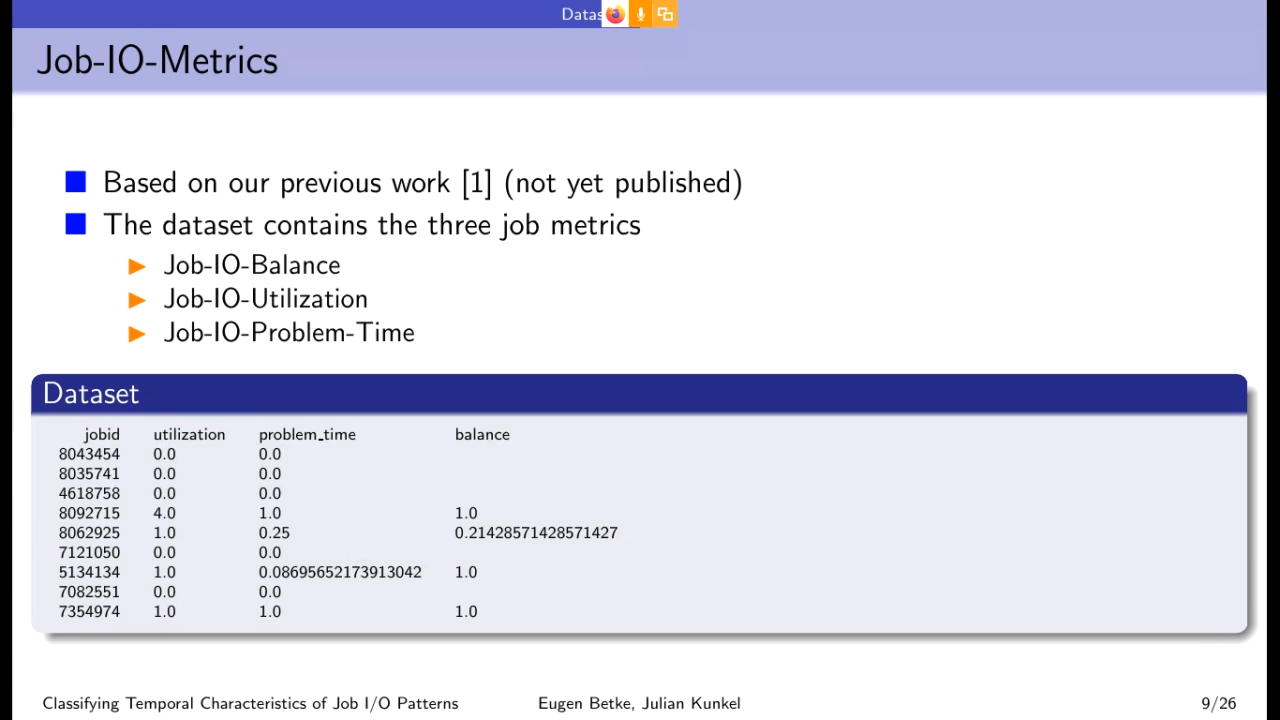 Datas
Job-IO-Metrics
Based on our previous work [1] (not yet published)
The dataset contains the three job metrics
Job-IO-Balance
Job-IO-Utilization
Job-IO-Problem-Time
Dataset
jobid utilization problem_time balance
8043454 0.0 0.0
8035741 0.0 0.0
4618758 0.0 0.0
8092715 4.0 1.0 1.0
8062925 1.0 0.25 0.21428571428571427
7121050 0.0 0.0
5134134 1.0 0.08695652173913042 1.0
7082551 0.0 0.0
7354974 1.0 1.0 1.0
Classifying Temporal Characteristics of Job I/O Patterns Eugen Betke, Julian Kunkel 9/26